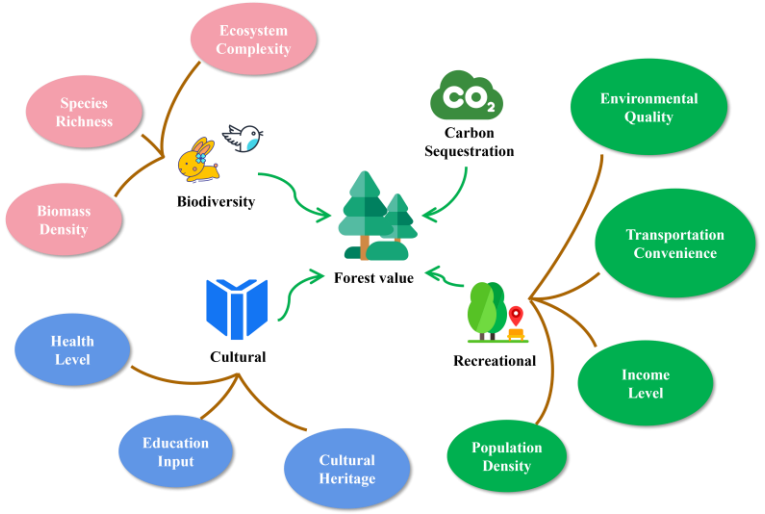 Ecosystem
Complexity
Species
Richness
Biomass
Density
Biodiversity
CO2
Carbon
Sequestration
Environmental
Quality
Transportation
Convenience
Forest value
Health
Level
Cultural
Recreational
Income
Level
Education
Input
Cultural
Heritage
Population
Density